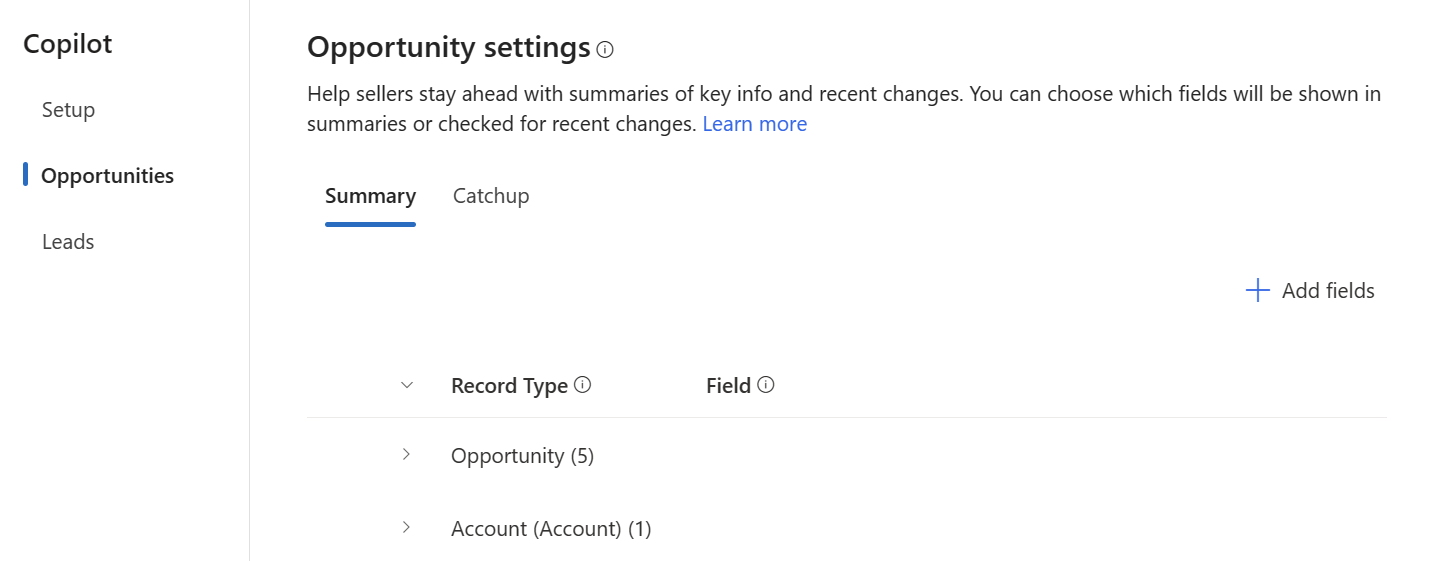 Copilot
Setup
Opportunities
Leads
Opportunity settings
Help sellers stay ahead with summaries of key info and recent changes. You can choose which fields will be shown in
summaries or checked for recent changes. Learn more
Summary Catchup
Add fields
Record Type Field
Opportunity (5)
Account (Account) (1)